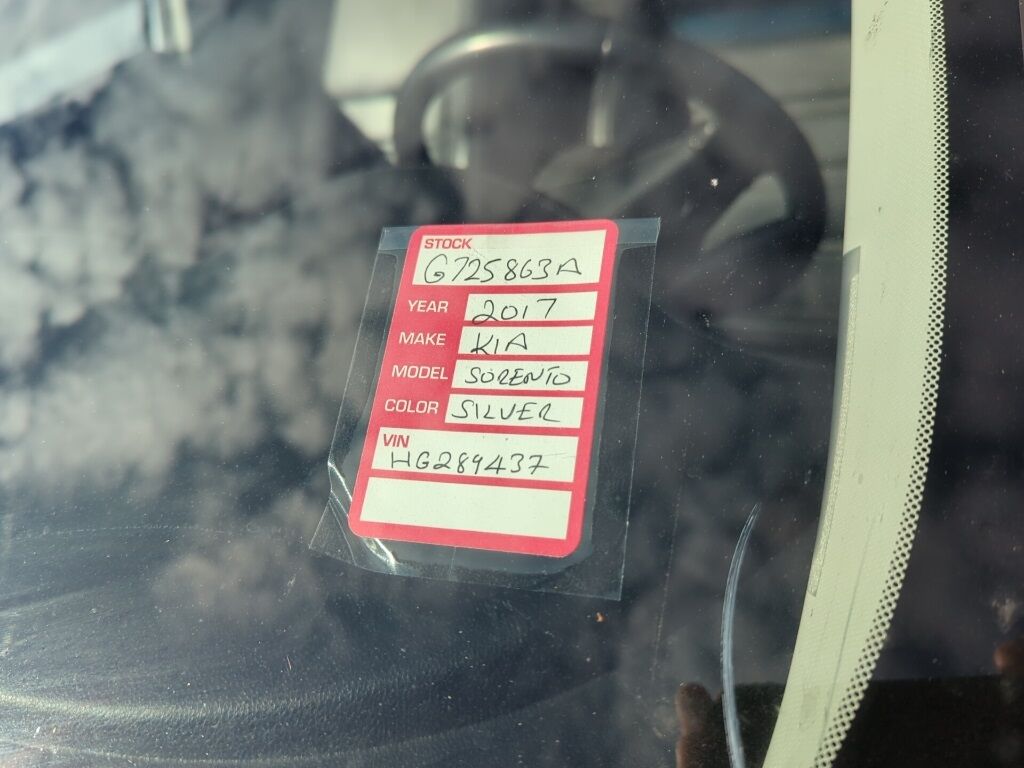 STOCK
G725863A
YEAR 2017
MAKE KIA
MODEL SORENTO
COLOR SILVER
VIN
HG289437